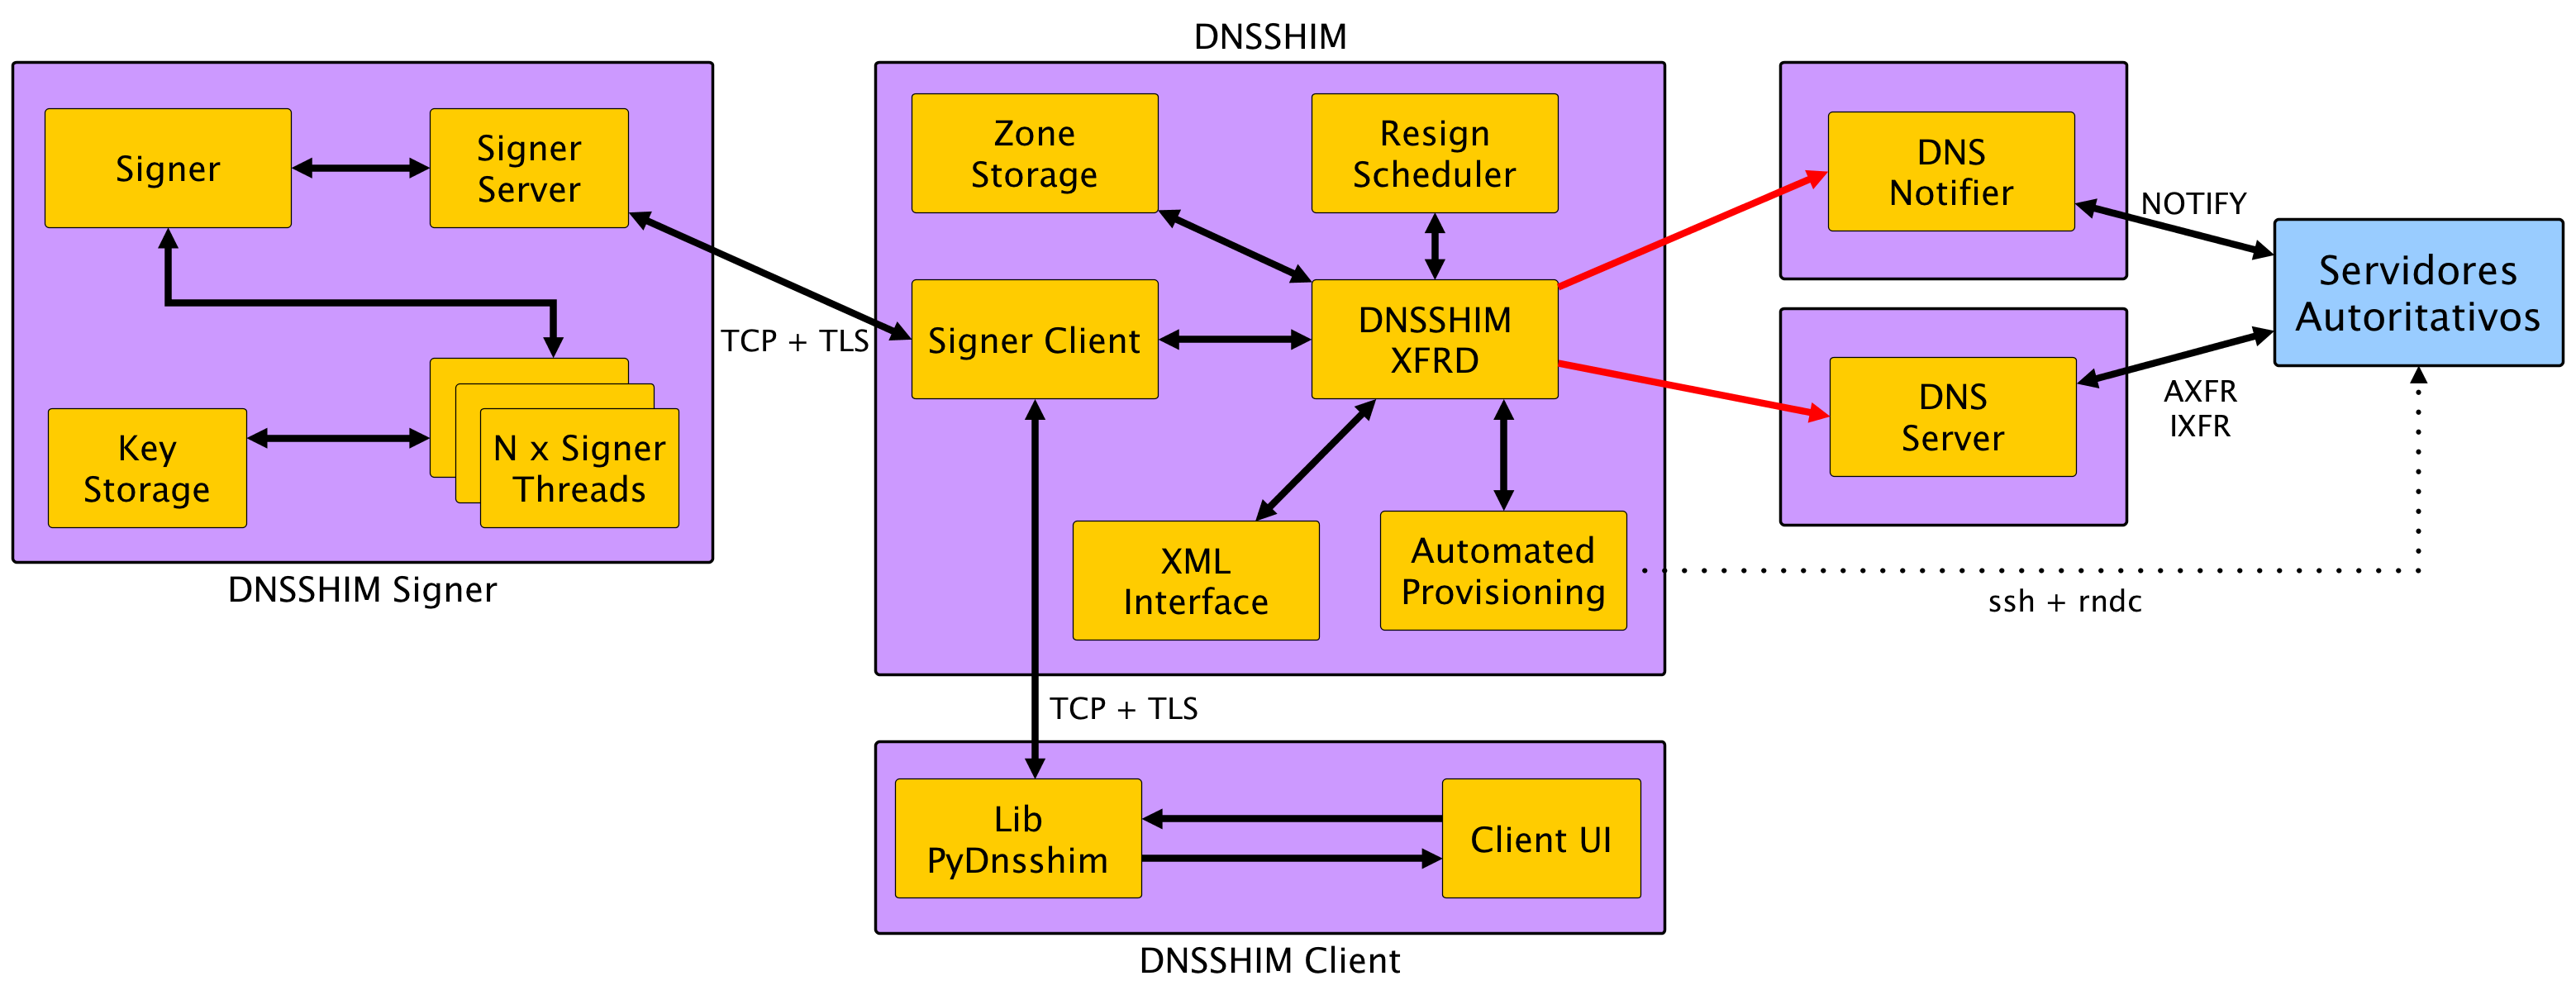 DNSSHIM
Signer
Signer
Server
Key
Storage
N x Signer
Threads
DNSSHIM Signer
TCP + TLS
Zone
Storage
Resign
Scheduler
Signer Client
DNSSHIM
XFRD
XML
Interface
Automated
Provisioning
DNS
Notifier
NOTIFY
DNS
Server
AXFR
IXFR
Servidores
Autoritativos
ssh + rndc
TCP + TLS
Lib
PyDnsshim
Client UI
DNSSHIM Client